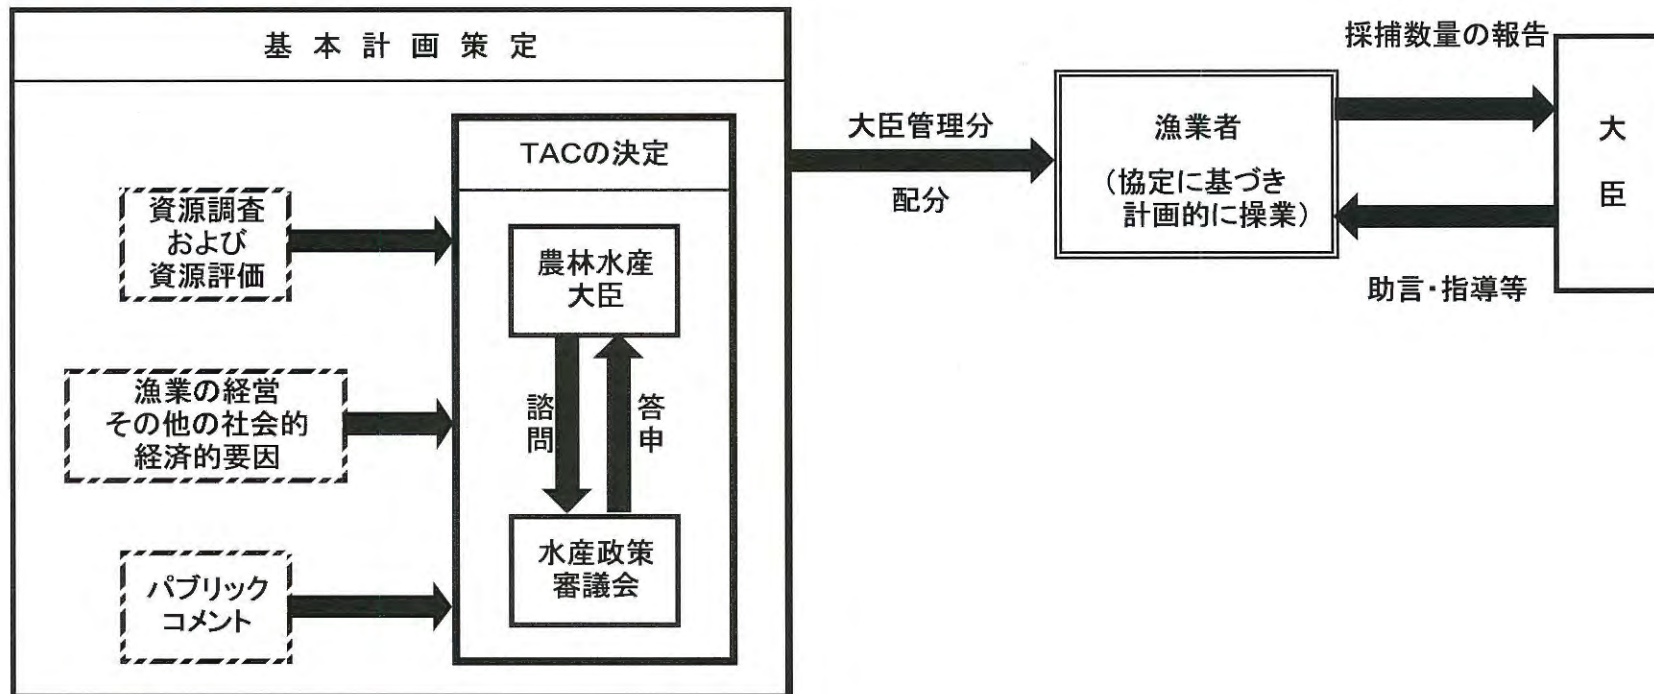 基本計画策定
TACの決定
資源調査
および
資源評価
漁業の経営
その他の社会的
経済的要因
パブリック
コメント
農林水産
大臣
諮問
答申
水産政策
審議会
大臣管理分
配分
漁業者
(協定に基づき
計画的に操業)
採捕数量の報告
助言・指導等
大臣